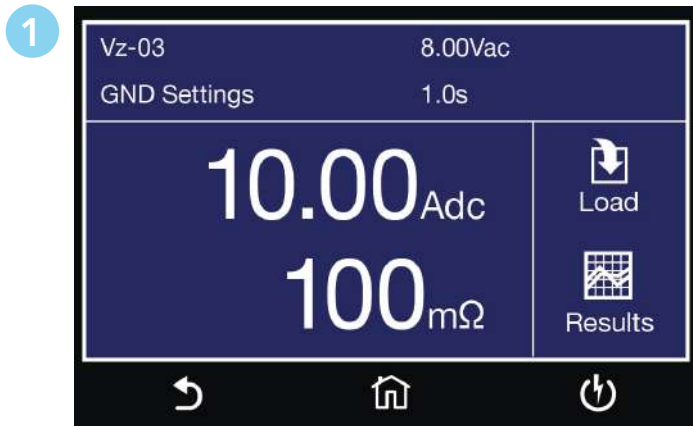 1
Vz-03 8.00Vac
GND Settings 1.0s
10.00Adc
100mΩ
Load
Results